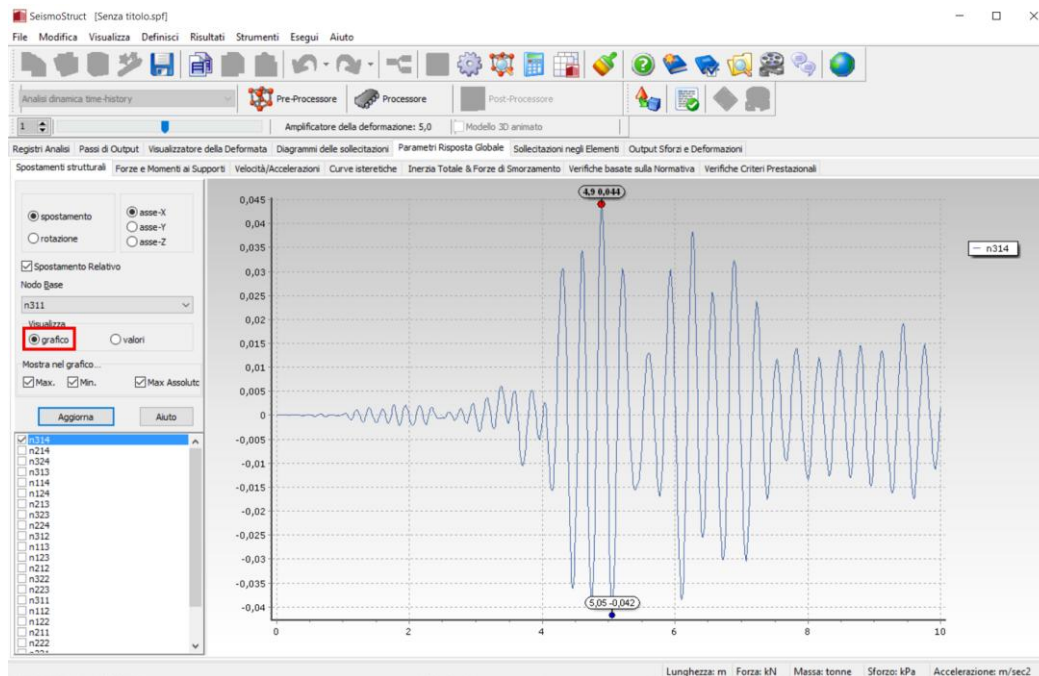 SeismoStruct [Senza titolo.spf]
File Modifica Visualizza Definisci Risultati Strumenti Esegui Aiuto
Analisi dinamica time-history Pre-Processore Processore Post-Processore
1 Amplificatore della deformazione: 5,0 Modello 3D animato
Registri Analisi Passi di Output Visualizzatore della Deformata Diagrammi delle sollecitazioni Parametri Risposta Globale Sollecitazioni negli Elementi Output Sforzi e Deformazioni
Spostamenti strutturali Forze e Momenti ai Supporti Velocità/Accelerazioni Curve isteretiche Inerzia Totale & Forze di Smorzamento Verifiche basate sulla Normativa Verifiche Criteri Prestazionali
spostamento
rotazione
asse-X
asse-Y
asse-Z
Spostamento Relativo
Nodo Base
n311
Visualizza
grafico valori
Mostra nel grafico...
Max. Min. Max Assolutc
Aggiorna Aiuto
n314
n214
n324
n313
n114
n124
n213
n323
n224
n312
n113
n123
n212
n322
n223
n311
n112
n122
n211
n222
4,9 0,044
0,045
0,04
0,035
0,03
0,025
0,02
0,015
0,01
0,005
0
-0,005
-0,01
-0,015
-0,02
-0,025
-0,03
-0,035
-0,04
5,05 -0,042
0 2 4 6 8 10
n314
Lunghezza: m Forza: kN Massa: tonne Sforzo: kPa Accelerazione: m/sec2